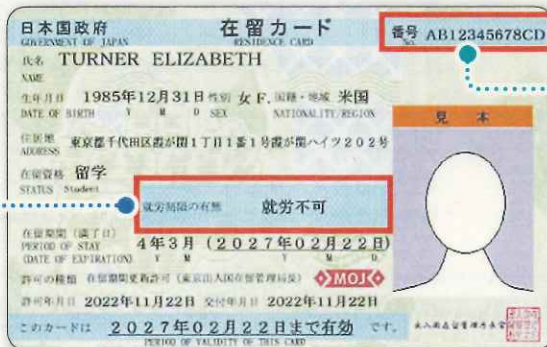 日本国政府 在留カード 番号 AB12345678CD
GOVERNMENT OF JAPAN RESIDENCE CARD No.
氏名 TURNER ELIZABETH
NAME
生年月日 1985年12月31日 性別 女 F. 国籍・地域 米国
DATE OF BIRTH Y M D SEX NATIONALITY/REGION
見本
住居地 東京都千代田区霞が関1丁目1番1号霞が関ハイツ202号
ADDRESS
在留資格 留学
STATUS Student
就労制限の有無 就労不可
在留期間(満了日)
PERIOD OF STAY
(DATE OF EXPIRATION)
4年3月(2027年02月22日)
Y M Y M D
許可の種類 在留期間更新許可(東京出入国在留管理局長)
MOJ
許可年月日 2022年11月22日 交付年月日 2022年11月22日
このカードは 2027年02月22日まで有効 です。
PERIOD OF VALIDITY OF THIS CARD
出入国在留管理庁長官